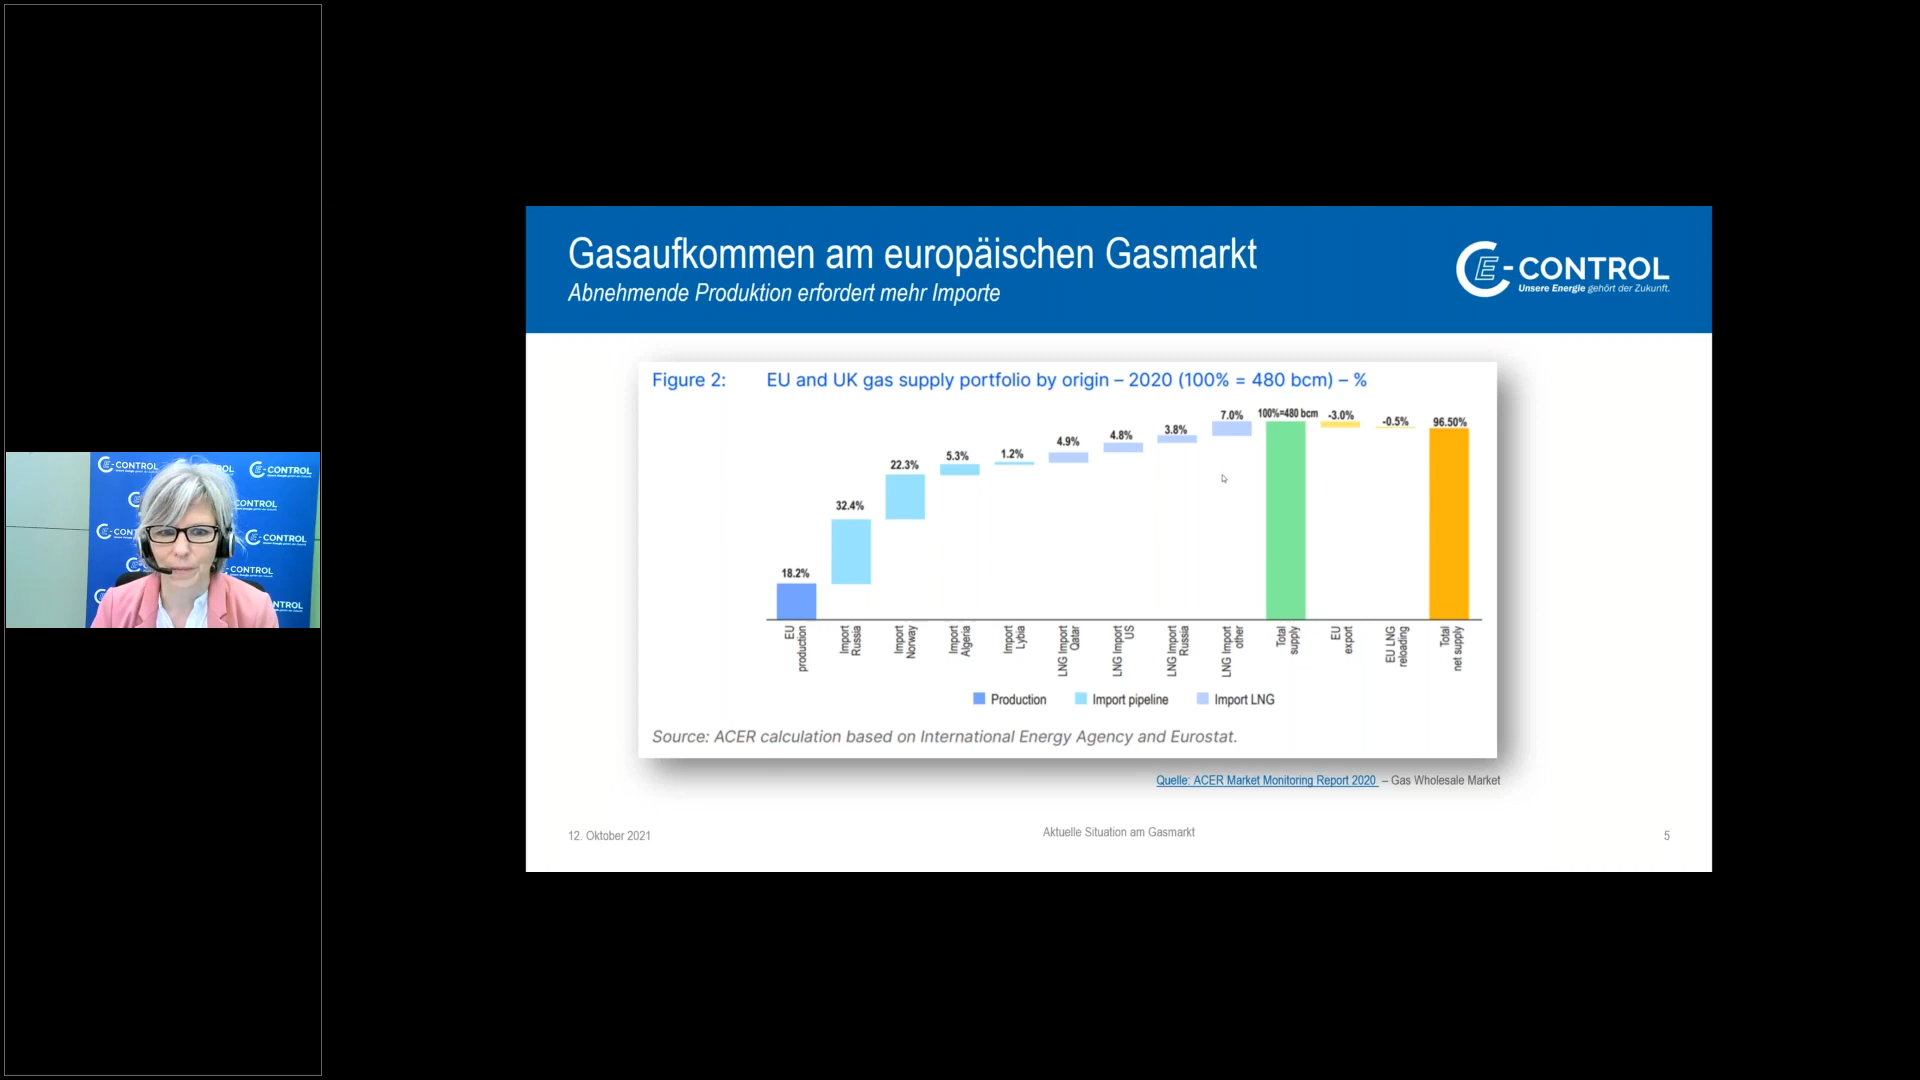 Gasaufkommen am europäischen Gasmarkt
Abnehmende Produktion erfordert mehr Importe
E-CONTROL
Unsere Energie gehört der Zukunft.
Figure 2: EU and UK gas supply portfolio by origin – 2020 (100% = 480 bcm) – %
18.2%
32.4%
22.3%
5.3%
1.2%
4.9%
4.8%
3.8%
7.0%
100%=480 bcm
-3.0%
-0.5%
96.50%
EU
production
Import
Russia
Import
Norway
Import
Algeria
Import
Lybia
LNG Import
Qatar
LNG Import
US
LNG Import
Russia
LNG Import
other
Total
supply
EU
export
EU LNG
reloading
Total
net supply
Production
Import pipeline
Import LNG
Source: ACER calculation based on International Energy Agency and Eurostat.
Quelle: ACER Market Monitoring Report 2020 – Gas Wholesale Market
12. Oktober 2021
Aktuelle Situation am Gasmarkt
5
E-CONTROL
E-CONTROL
CONTROL
E-CONTROL